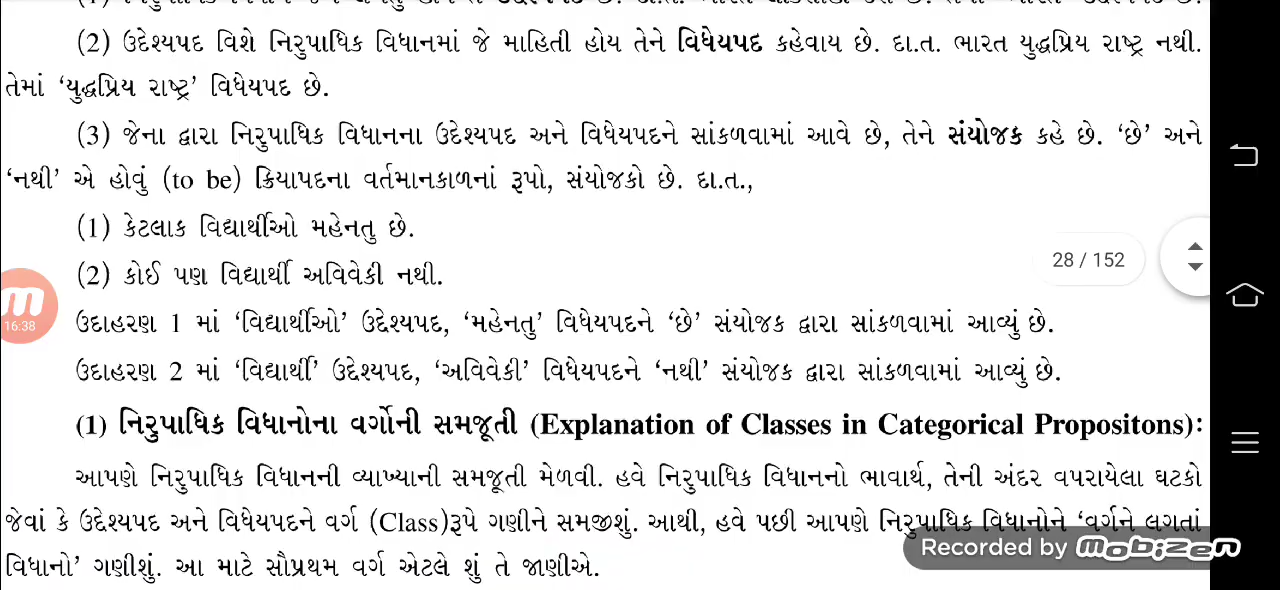 (2) ઉદેશ્યપદ વિશે નિરુપાધિક વિધાનમાં જે માહિતી હોય તેને વિધેયપદ કહેવાય છે. દા.ત. ભારત યુદ્ધપ્રિય રાષ્ટ્ર નથી.
તેમાં ‘યુદ્ધપ્રિય રાષ્ટ્ર’ વિધેયપદ છે.
(3) જેના દ્વારા નિરુપાધિક વિધાનના ઉદેશ્યપદ અને વિધેયપદને સાંકળવામાં આવે છે, તેને સંયોજક કહે છે. ‘છે’ અને
‘નથી’ એ હોવું (to be) ક્રિયાપદના વર્તમાનકાળનાં રૂપો, સંયોજકો છે. દા.ત.,
(1) કેટલાક વિદ્યાર્થીઓ મહેનતુ છે.
28 / 152
(2) કોઈ પણ વિદ્યાર્થી અવિવેકી નથી.
16:38
ઉદાહરણ 1 માં ‘વિદ્યાર્થીઓ’ ઉદેશ્યપદ, ‘મહેનતુ’ વિધેયપદને ‘છે’ સંયોજક દ્વારા સાંકળવામાં આવ્યું છે.
ઉદાહરણ 2 માં ‘વિદ્યાર્થી’ ઉદેશ્યપદ, ‘અવિવેકી’ વિધેયપદને ‘નથી’ સંયોજક દ્વારા સાંકળવામાં આવ્યું છે.
(1) નિરુપાધિક વિધાનોના વર્ગોની સમજૂતી (Explanation of Classes in Categorical Propositons):
આપણે નિરુપાધિક વિધાનની વ્યાખ્યાની સમજૂતી મેળવી. હવે નિરુપાધિક વિધાનનો ભાવાર્થ, તેની અંદર વપરાયેલા ઘટકો
જેવાં કે ઉદેશ્યપદ અને વિધેયપદને વર્ગ (Class)રૂપે ગણીને સમજીશું. આથી, હવે પછી આપણે નિરુપાધિક વિધાનોને ‘વર્ગને લગતાં
વિધાનો’ ગણીશું. આ માટે સૌપ્રથમ વર્ગ એટલે શું તે જાણીએ.
Recorded by mobizen